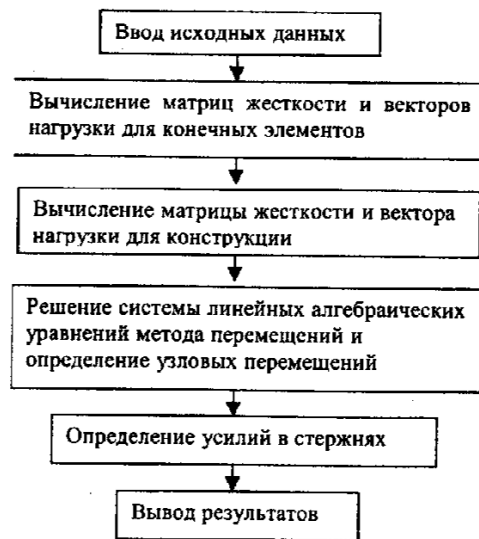 Ввод исходных данных
Вычисление матриц жесткости и векторов
нагрузки для конечных элементов
Вычисление матрицы жесткости и вектора
нагрузки для конструкции
Решение системы линейных алгебраических
уравнений метода перемещений и
определение узловых перемещений
Определение усилий в стержнях
Вывод результатов